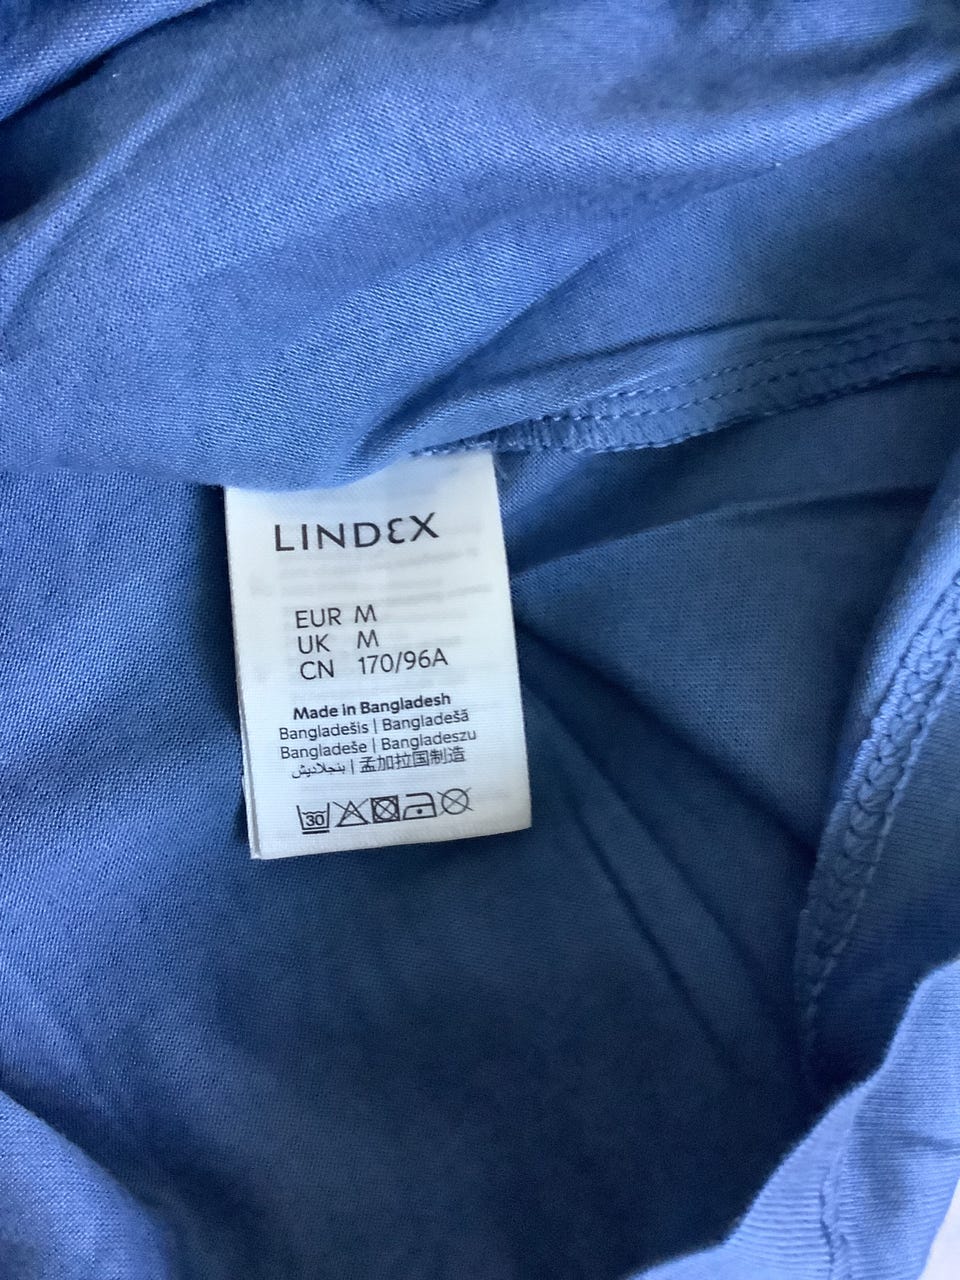 LINDEX
EUR M
UK M
CN 170/96A
Made in Bangladesh
Bangladešis | Bangladešā
Bangladeše | Bangladeszu
بنجلاديش | 孟加拉国制造
30